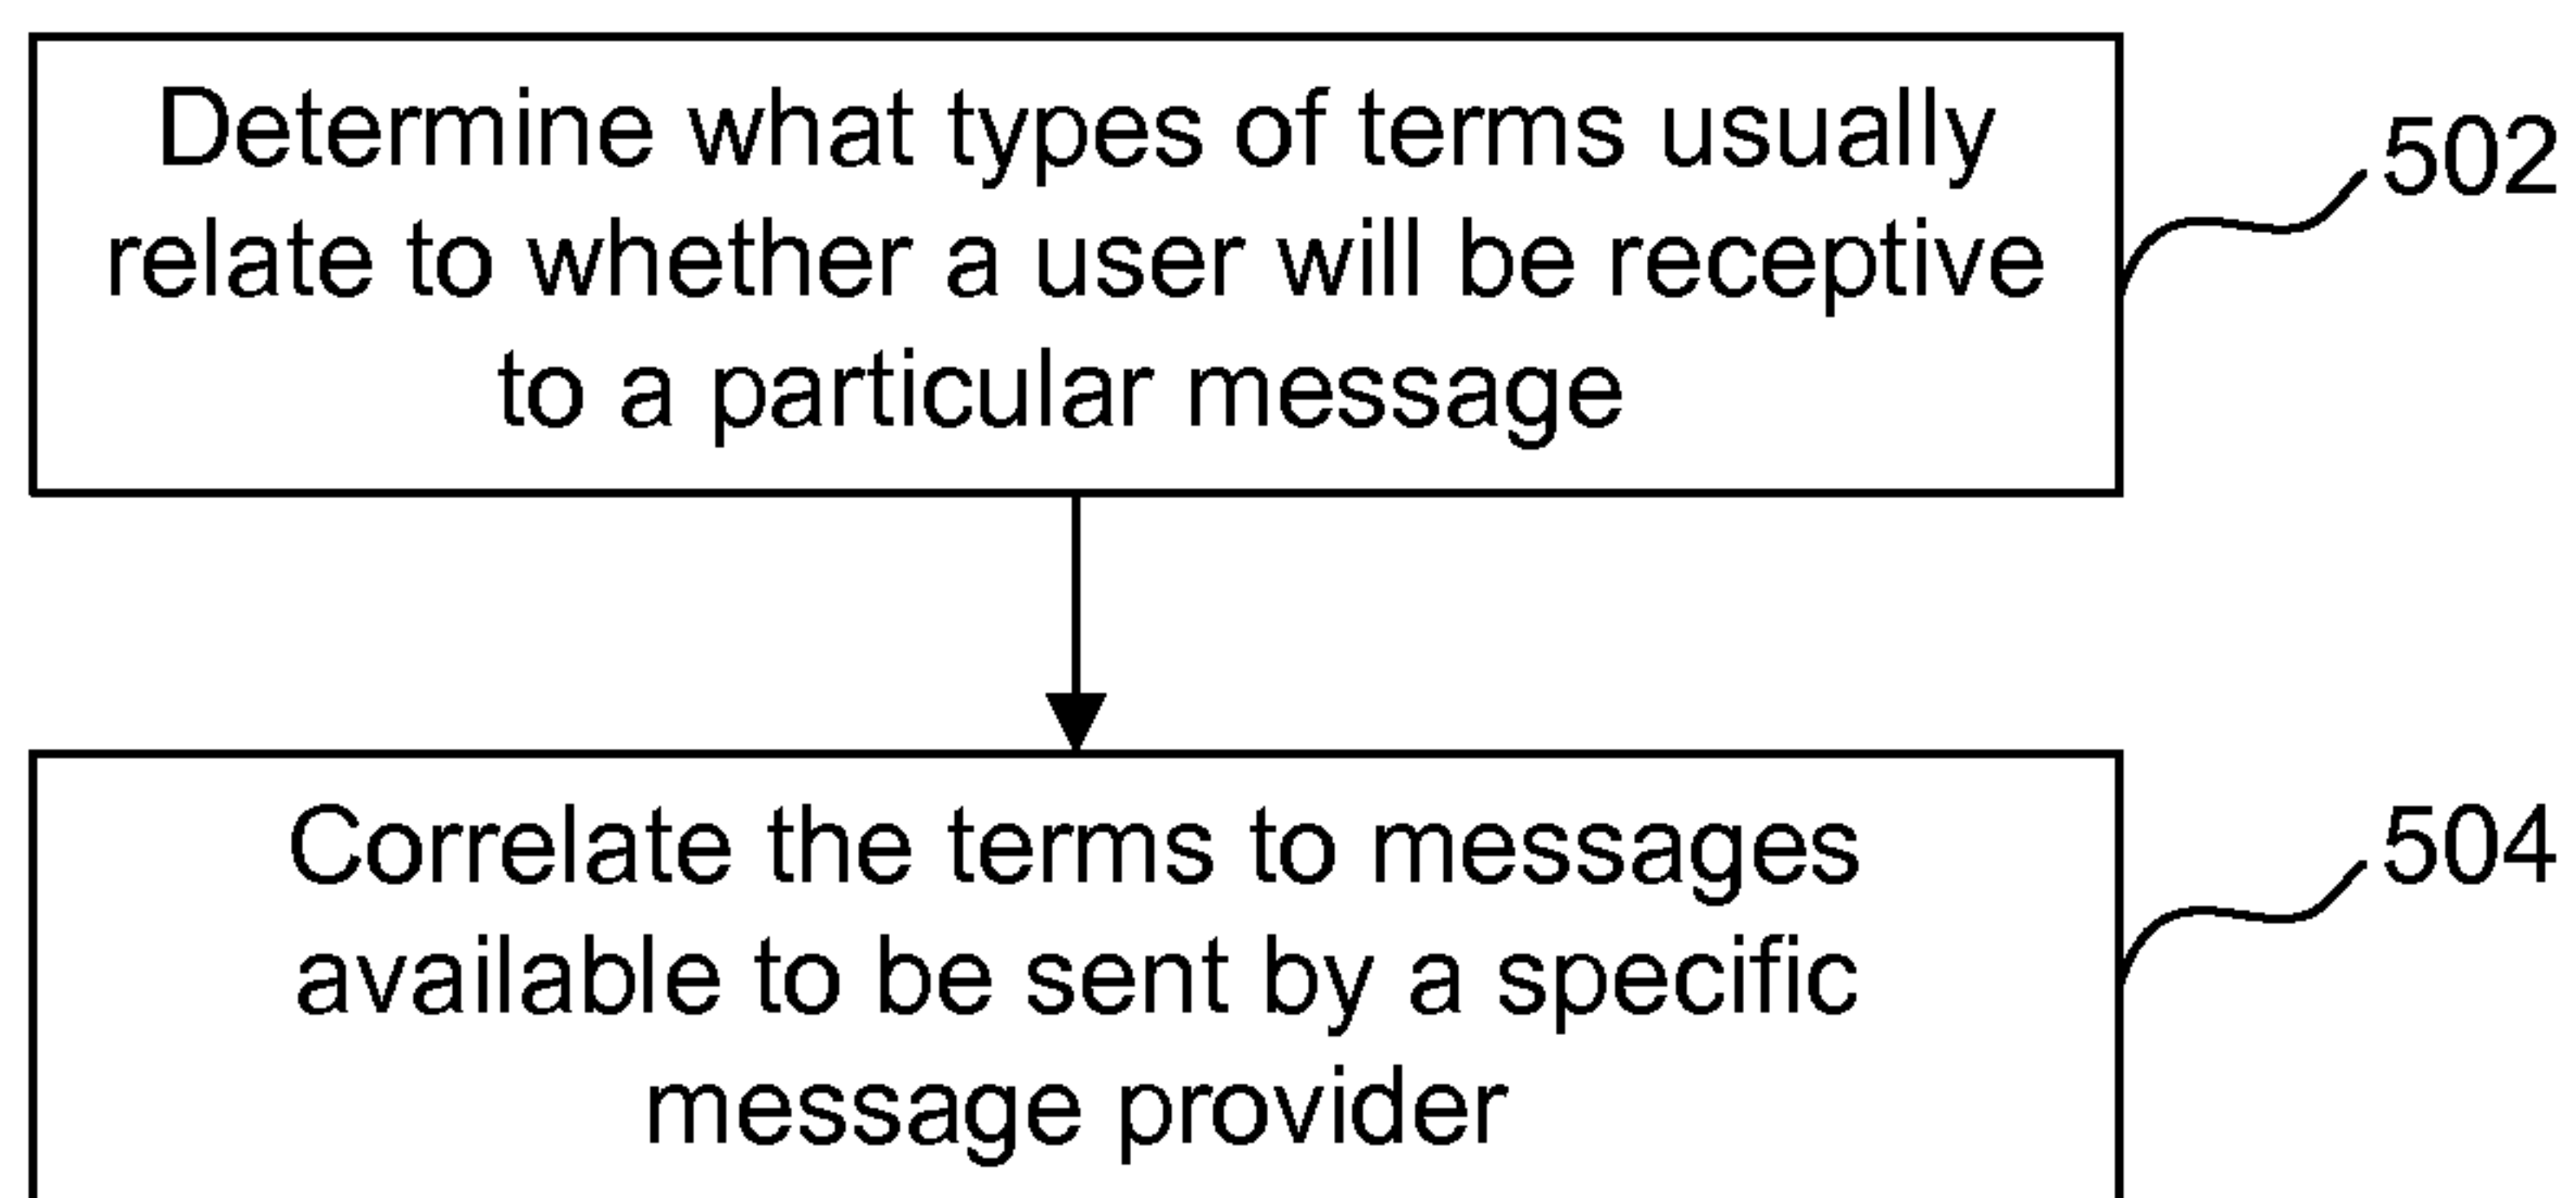 Determine what types of terms usually
relate to whether a user will be receptive
to a particular message
502
Correlate the terms to messages
available to be sent by a specific
message provider
504